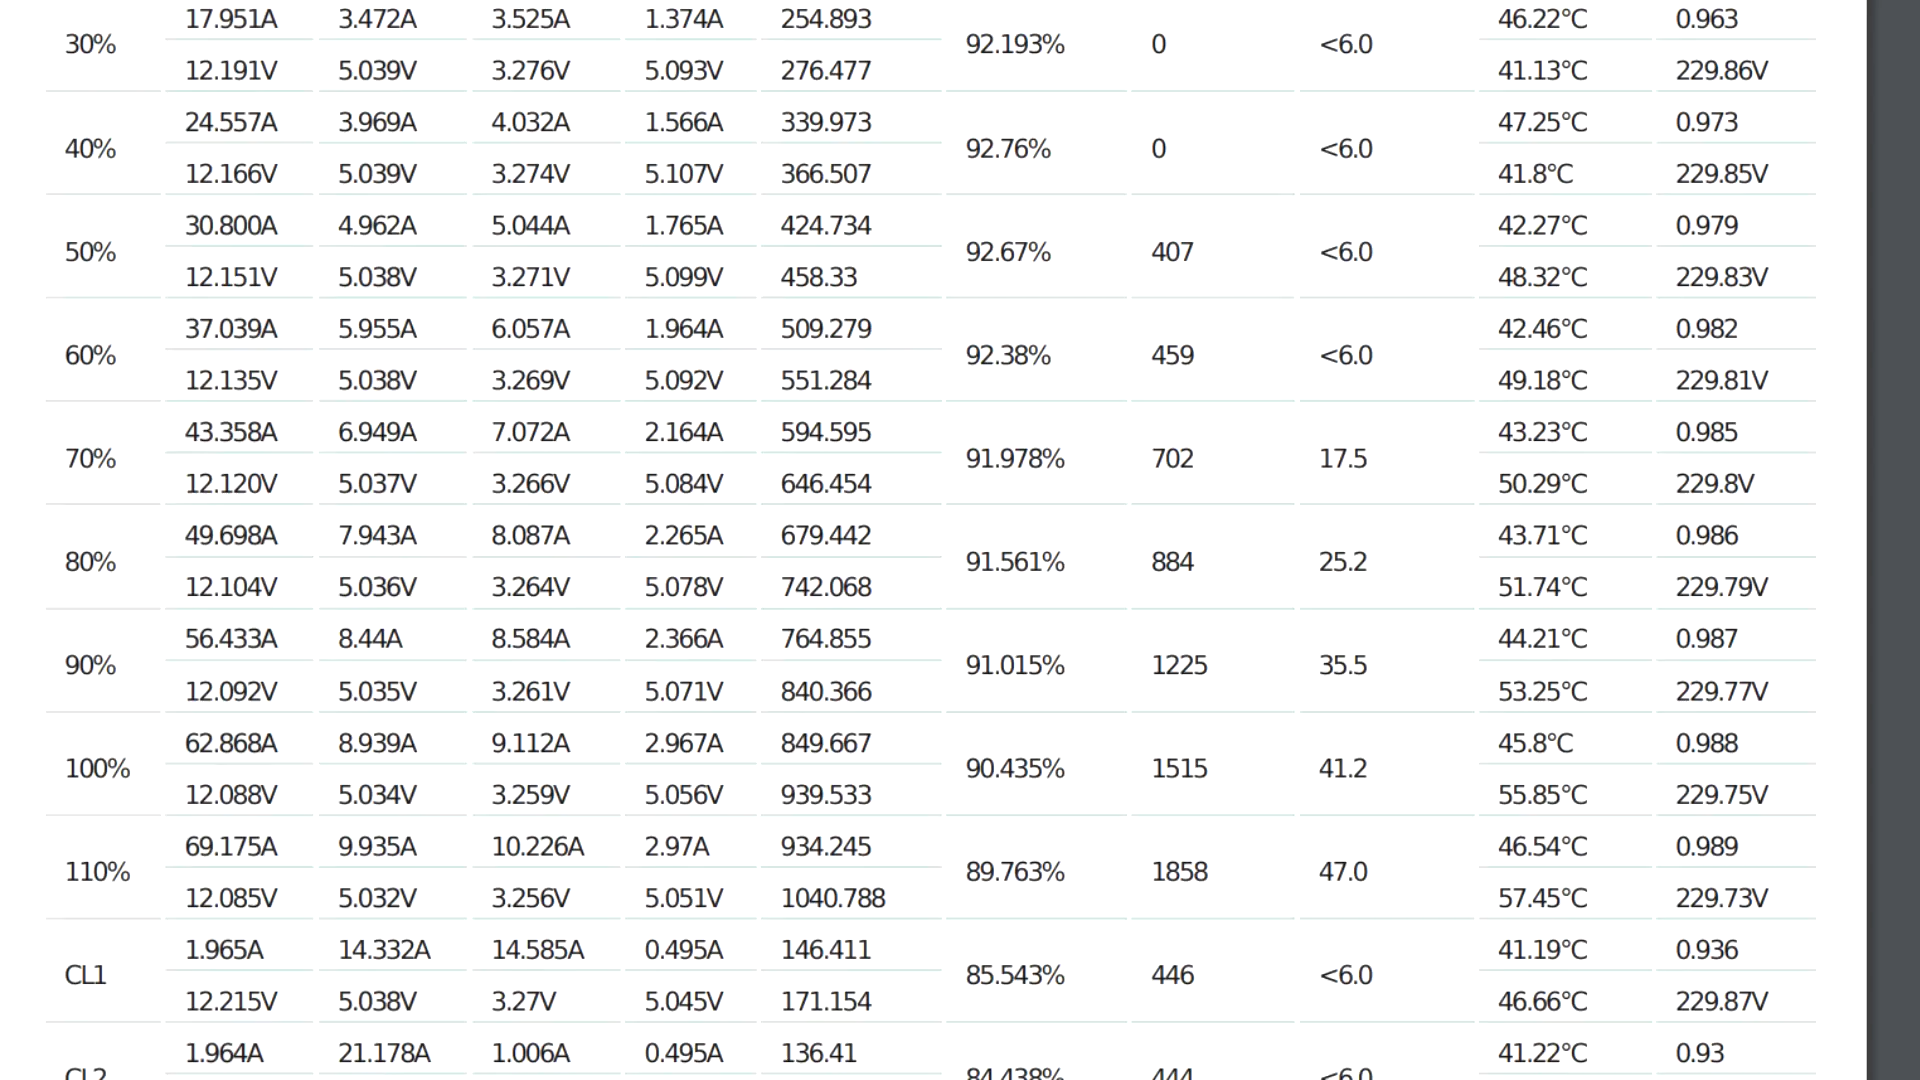 17.951A 3.472A 3.525A 1.374A 254.893 46.22°C 0.963
30% 92.193% 0 <6.0
12.191V 5.039V 3.276V 5.093V 276.477 41.13°C 229.86V
24.557A 3.969A 4.032A 1.566A 339.973 47.25°C 0.973
40% 92.76% 0 <6.0
12.166V 5.039V 3.274V 5.107V 366.507 41.8°C 229.85V
30.800A 4.962A 5.044A 1.765A 424.734 42.27°C 0.979
50% 92.67% 407 <6.0
12.151V 5.038V 3.271V 5.099V 458.33 48.32°C 229.83V
37.039A 5.955A 6.057A 1.964A 509.279 42.46°C 0.982
60% 92.38% 459 <6.0
12.135V 5.038V 3.269V 5.092V 551.284 49.18°C 229.81V
43.358A 6.949A 7.072A 2.164A 594.595 43.23°C 0.985
70% 91.978% 702 17.5
12.120V 5.037V 3.266V 5.084V 646.454 50.29°C 229.8V
49.698A 7.943A 8.087A 2.265A 679.442 43.71°C 0.986
80% 91.561% 884 25.2
12.104V 5.036V 3.264V 5.078V 742.068 51.74°C 229.79V
56.433A 8.44A 8.584A 2.366A 764.855 44.21°C 0.987
90% 91.015% 1225 35.5
12.092V 5.035V 3.261V 5.071V 840.366 53.25°C 229.77V
62.868A 8.939A 9.112A 2.967A 849.667 45.8°C 0.988
100% 90.435% 1515 41.2
12.088V 5.034V 3.259V 5.056V 939.533 55.85°C 229.75V
69.175A 9.935A 10.226A 2.97A 934.245 46.54°C 0.989
110% 89.763% 1858 47.0
12.085V 5.032V 3.256V 5.051V 1040.788 57.45°C 229.73V
1.965A 14.332A 14.585A 0.495A 146.411 41.19°C 0.936
CL1 85.543% 446 <6.0
12.215V 5.038V 3.27V 5.045V 171.154 46.66°C 229.87V
1.964A 21.178A 1.006A 0.495A 136.41 41.22°C 0.93
CL2 84.438% 444 <6.0